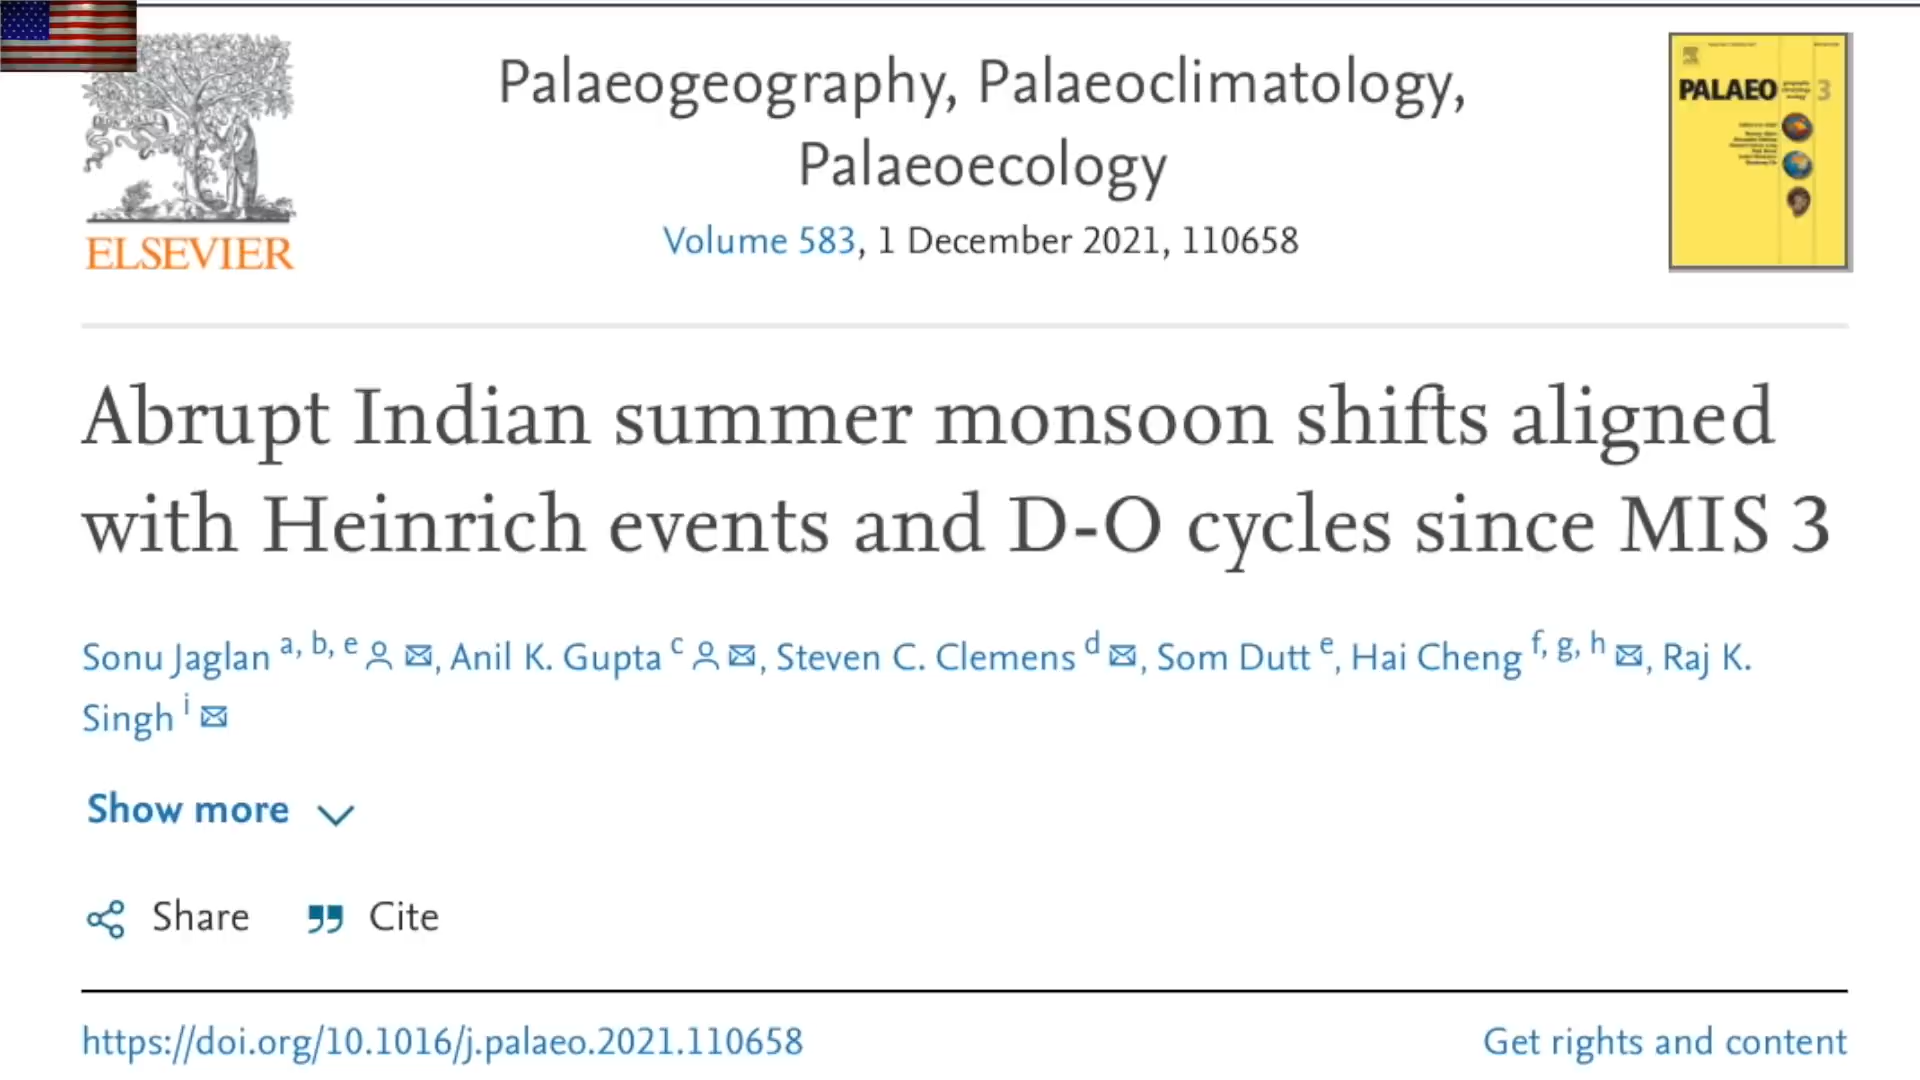 Palaeogeography, Palaeoclimatology,
Palaeoecology
Volume 583, 1 December 2021, 110658
ELSEVIER
PALAEO 3
Abrupt Indian summer monsoon shifts aligned
with Heinrich events and D-O cycles since MIS 3
Sonu Jaglan a, b, e, Anil K. Gupta c, Steven C. Clemens d, Som Dutt e, Hai Cheng f, g, h, Raj K.
Singh i
Show more
Share Cite
https://doi.org/10.1016/j.palaeo.2021.110658 Get rights and content